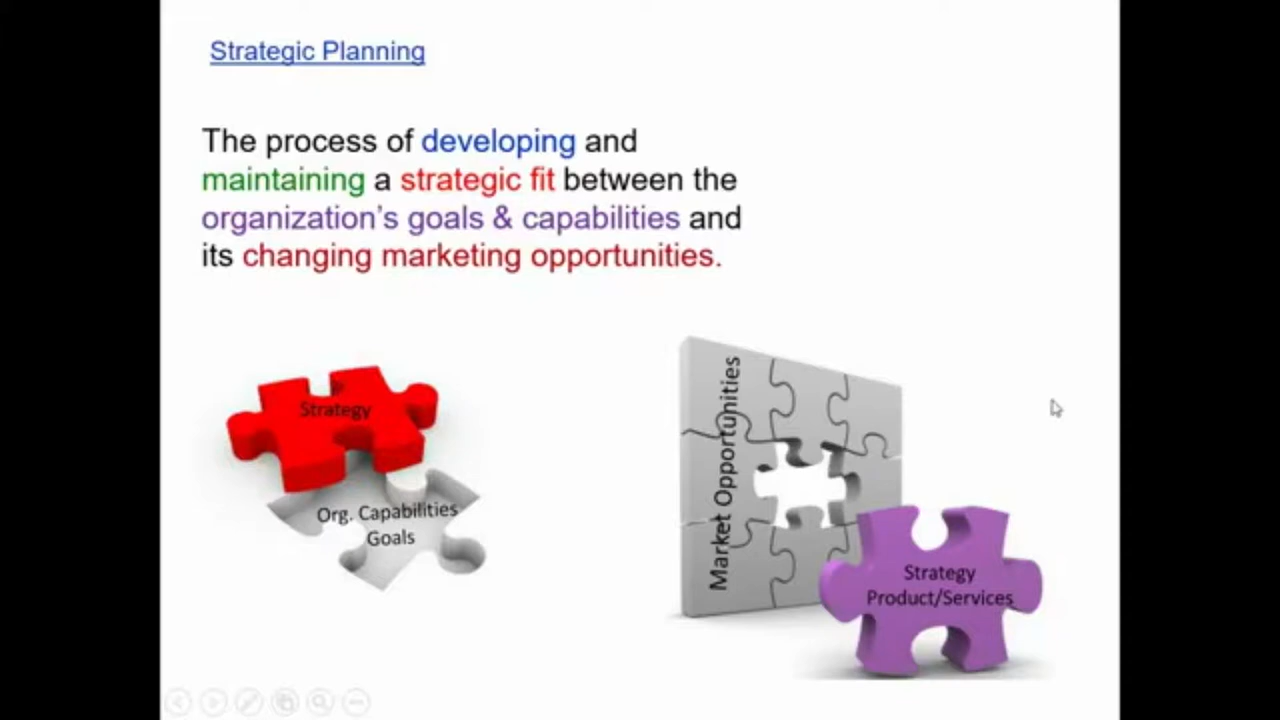 Strategic Planning
The process of developing and
maintaining a strategic fit between the
organization’s goals & capabilities and
its changing marketing opportunities.
Strategy
Org. Capabilities
Goals
Market Opportunities
Strategy
Product/Services